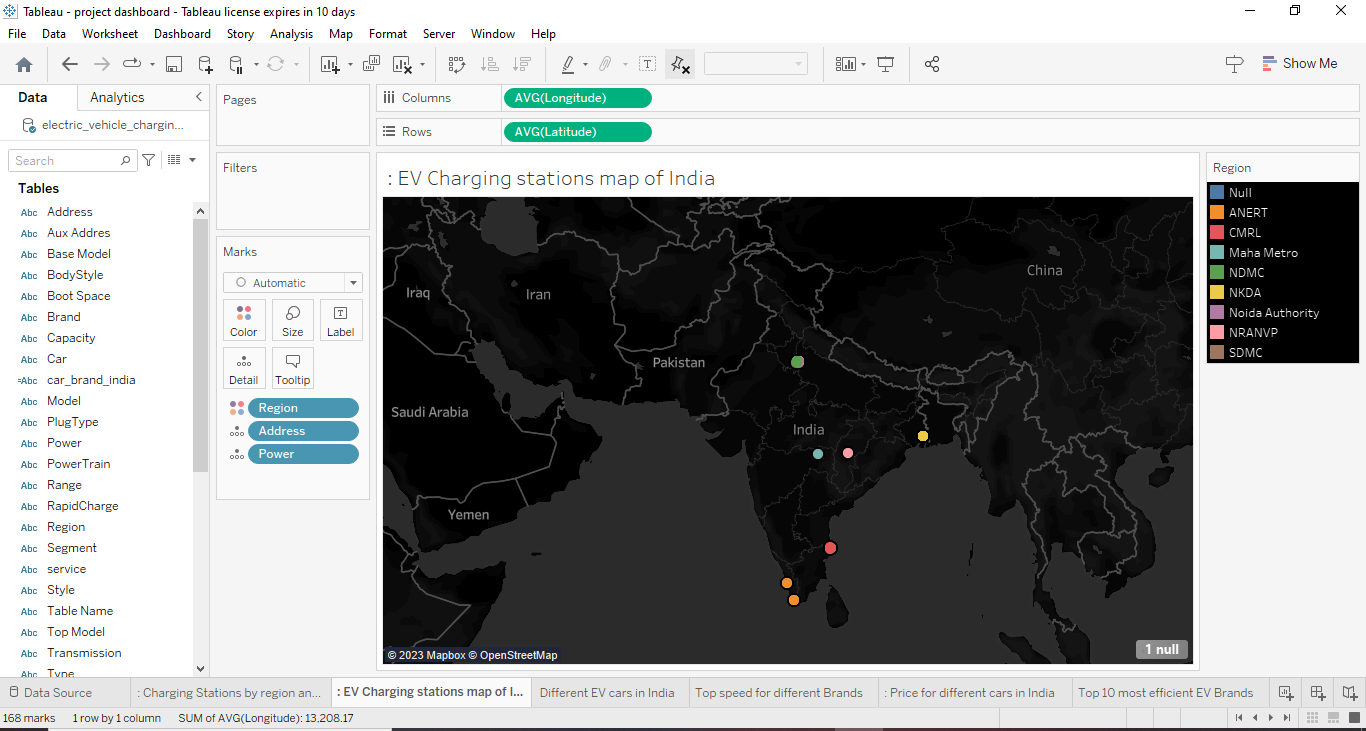 Tableau - project dashboard - Tableau license expires in 10 days
File Data Worksheet Dashboard Story Analysis Map Format Server Window Help
Show Me
Data Analytics
electric_vehicle_chargin...
Search
Tables
Abc Address
Abc Aux Addres
Abc Base Model
Abc BodyStyle
Abc Boot Space
Abc Brand
Abc Capacity
Abc Car
=Abc car_brand_india
Abc Model
Abc PlugType
Abc Power
Abc PowerTrain
Abc Range
Abc RapidCharge
Abc Region
Abc Segment
Abc service
Abc Style
Abc Table Name
Abc Top Model
Abc Transmission
Abc Type
Pages
Filters
Marks
Automatic
Color Size Label
Detail Tooltip
Region
Address
Power
Columns AVG(Longitude)
Rows AVG(Latitude)
: EV Charging stations map of India
China
Iraq
Iran
Pakistan
Saudi Arabia
India
Yemen
© 2023 Mapbox © OpenStreetMap
1 null
Region
Null
ANERT
CMRL
Maha Metro
NDMC
NKDA
Noida Authority
NRANVP
SDMC
Data Source : Charging Stations by region an... : EV Charging stations map of I... Different EV cars in India Top speed for different Brands : Price for different cars in India Top 10 most efficient EV Brands
168 marks 1 row by 1 column SUM of AVG(Longitude): 13,208.17